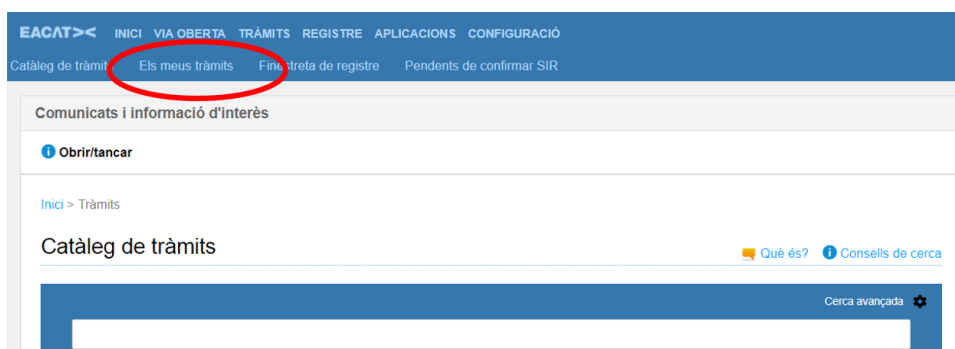 EACAT>< INICI VIA OBERTA TRÀMITS REGISTRE APLICACIONS CONFIGURACIÓ
Catàleg de tràmits Els meus tràmits Finestreta de registre Pendents de confirmar SIR
Comunicats i informació d'interès
Obrir/tancar
Inici > Tràmits
Catàleg de tràmits Què és? Consells de cerca
Cerca avançada